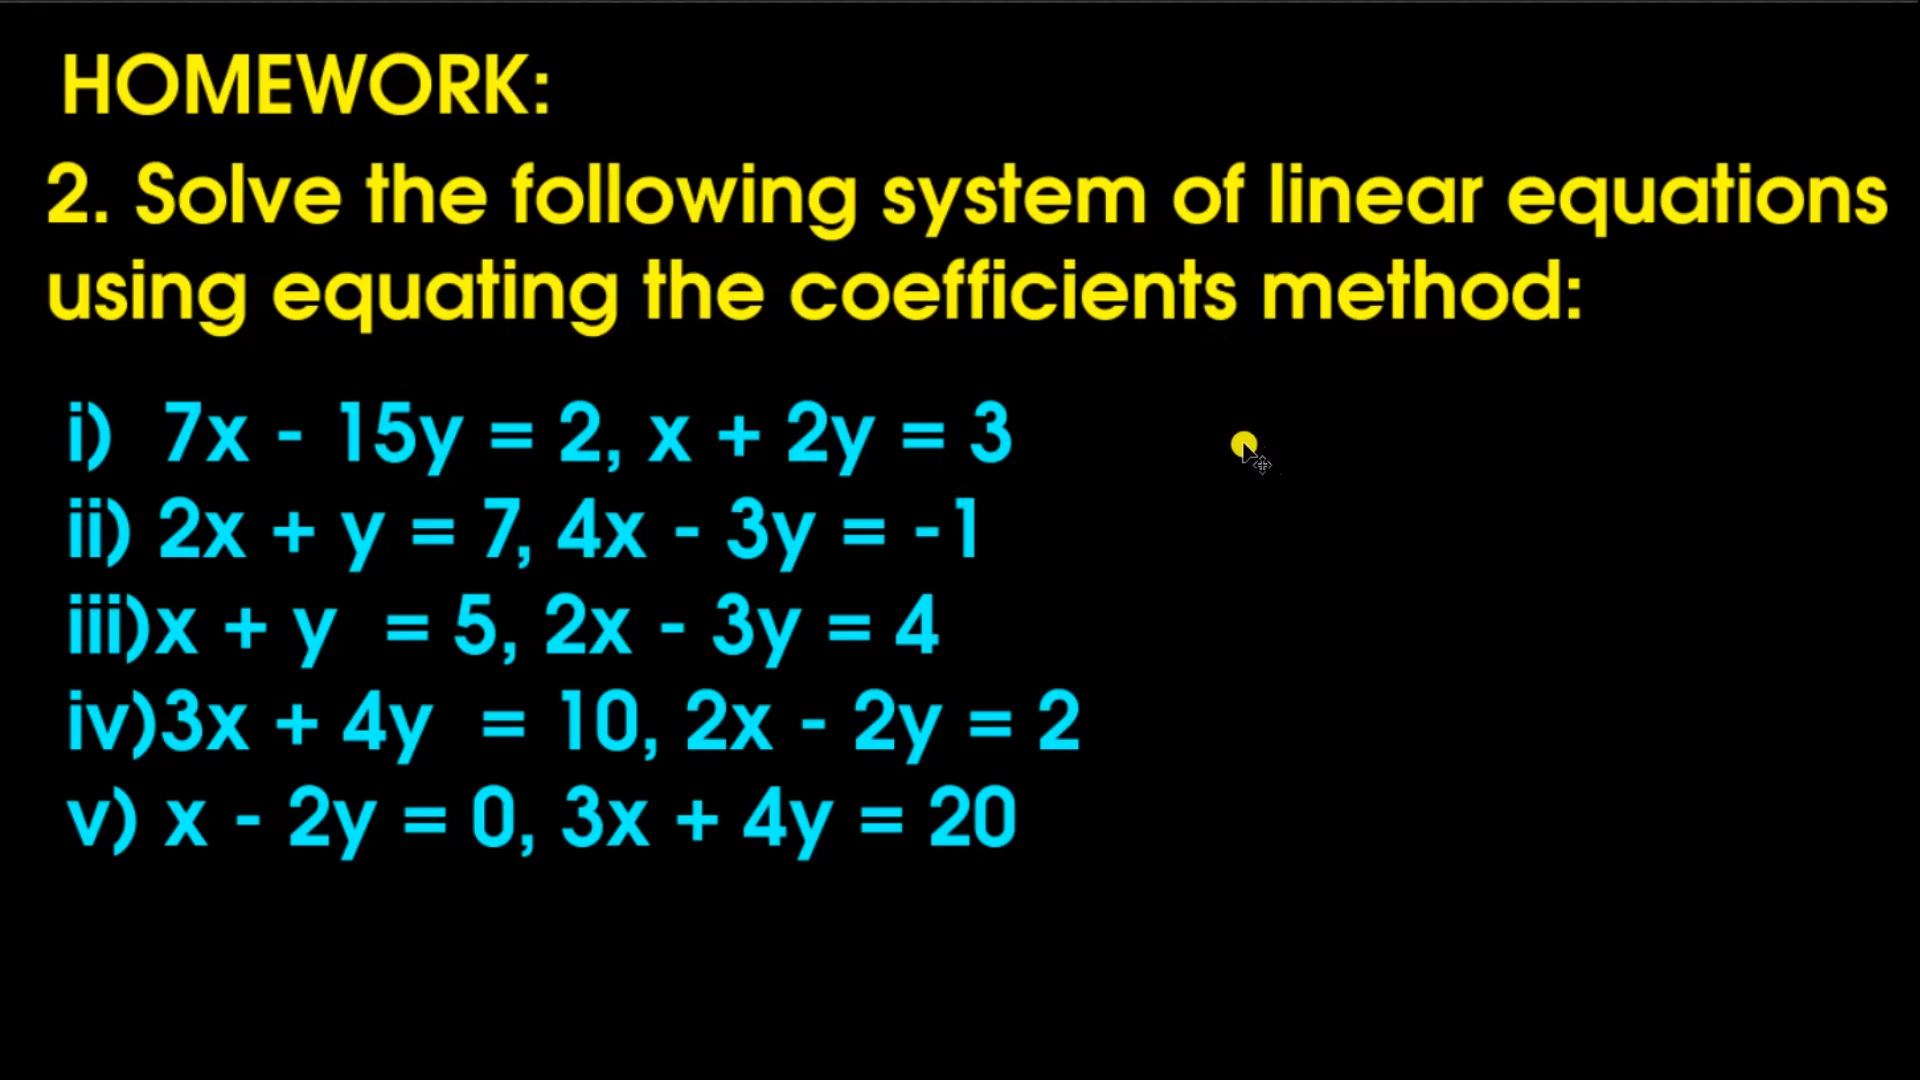 HOMEWORK:
2. Solve the following system of linear equations
using equating the coefficients method:
i) 7x - 15y = 2, x + 2y = 3
ii) 2x + y = 7, 4x - 3y = -1
iii)x + y = 5, 2x - 3y = 4
iv)3x + 4y = 10, 2x - 2y = 2
v) x - 2y = 0, 3x + 4y = 20